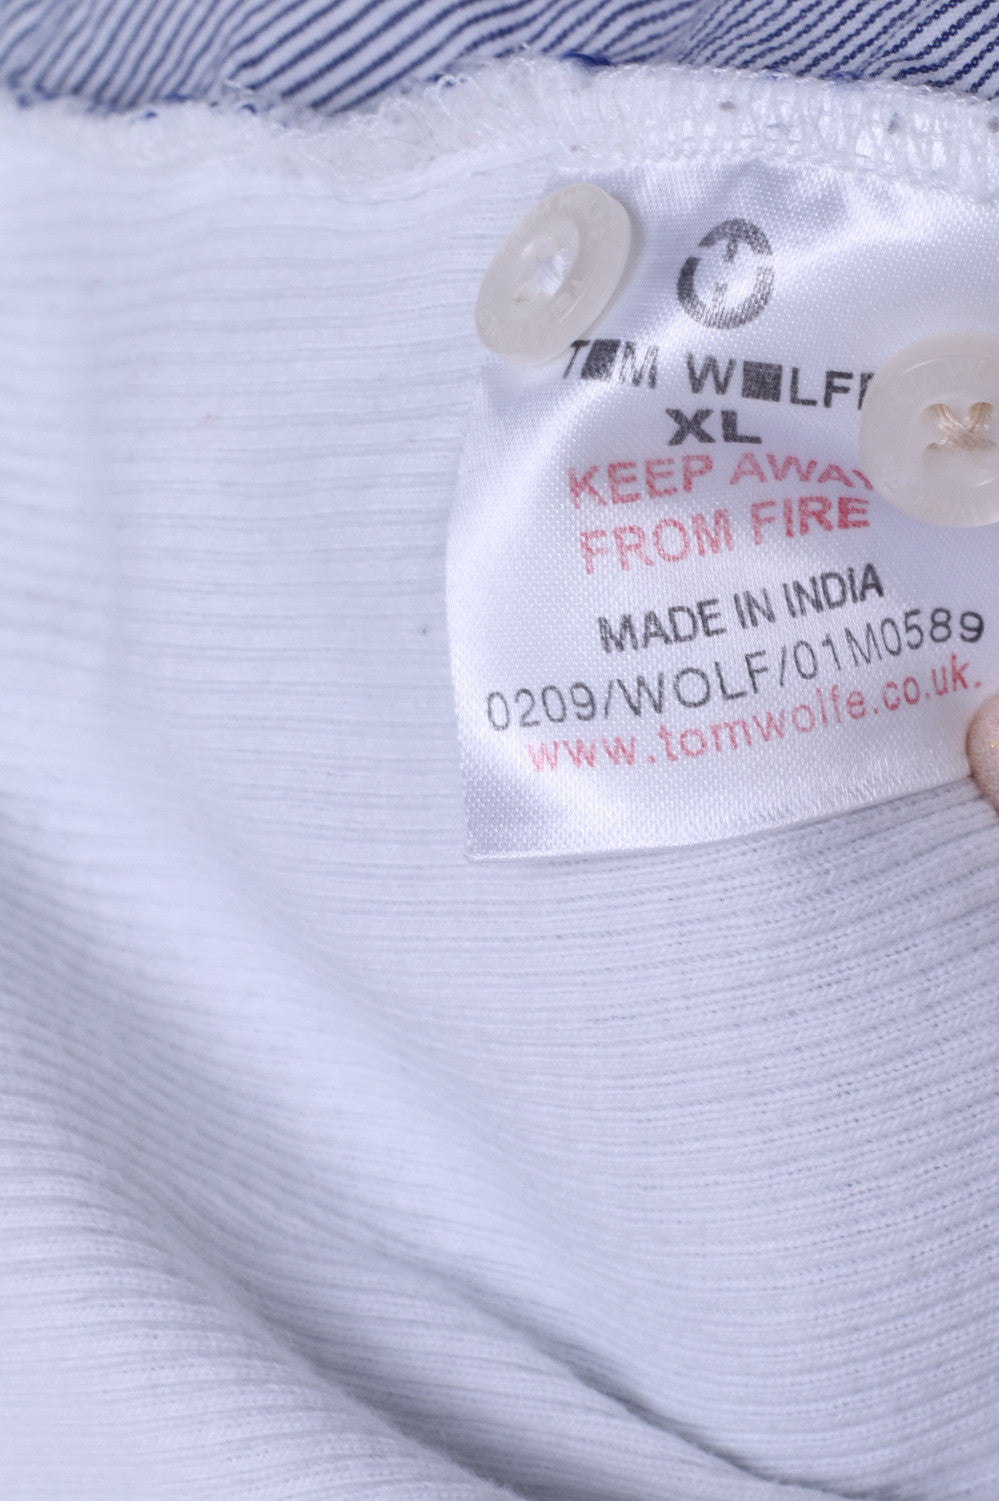 T■M W■LFE
XL
KEEP AWAY
FROM FIRE
MADE IN INDIA
0209/WOLF/01M0589
www.tomwolfe.co.uk.